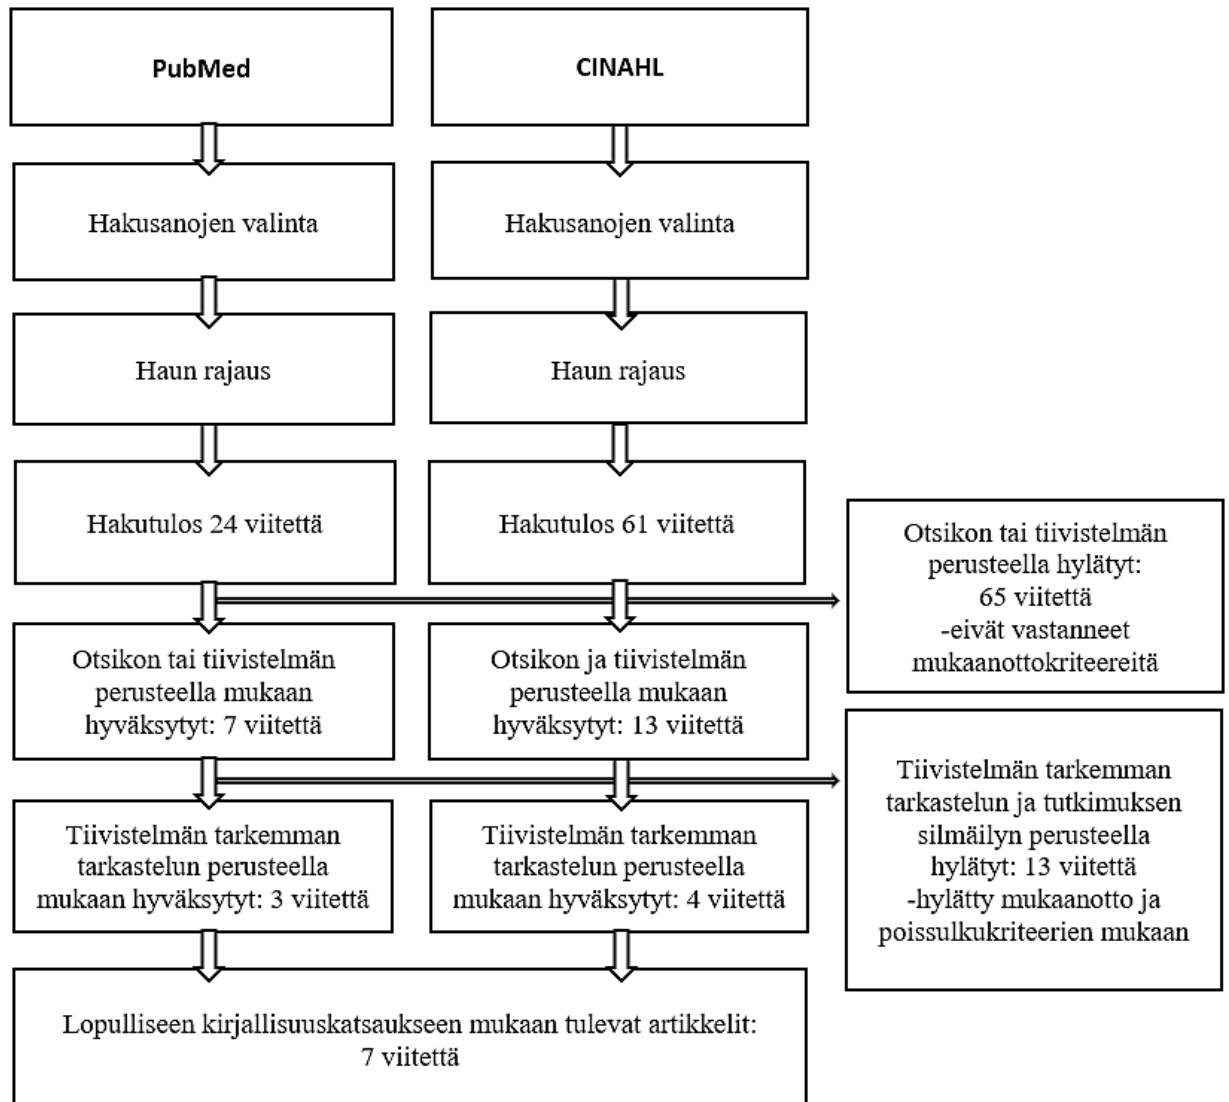 PubMed
CINAHL
Hakusanojen valinta
Hakusanojen valinta
Haun rajaus
Haun rajaus
Hakutulos 24 viitettä
Hakutulos 61 viitettä
Otsikon tai tiivistelmän
perusteella hylätyt:
65 viitettä
-eivät vastanneet
mukaanottokriteereitä
Otsikon tai tiivistelmän
perusteella mukaan
hyväksytyt: 7 viitettä
Otsikon ja tiivistelmän
perusteella mukaan
hyväksytyt: 13 viitettä
Tiivistelmän tarkemman
tarkastelun ja tutkimuksen
silmäilyn perusteella
hylätyt: 13 viitettä
-hylätty mukaanotto ja
poissulkukriteerien mukaan
Tiivistelmän tarkemman
tarkastelun perusteella
mukaan hyväksytyt: 3 viitettä
Tiivistelmän tarkemman
tarkastelun perusteella
mukaan hyväksytyt: 4 viitettä
Lopulliseen kirjallisuuskatsaukseen mukaan tulevat artikkelit:
7 viitettä